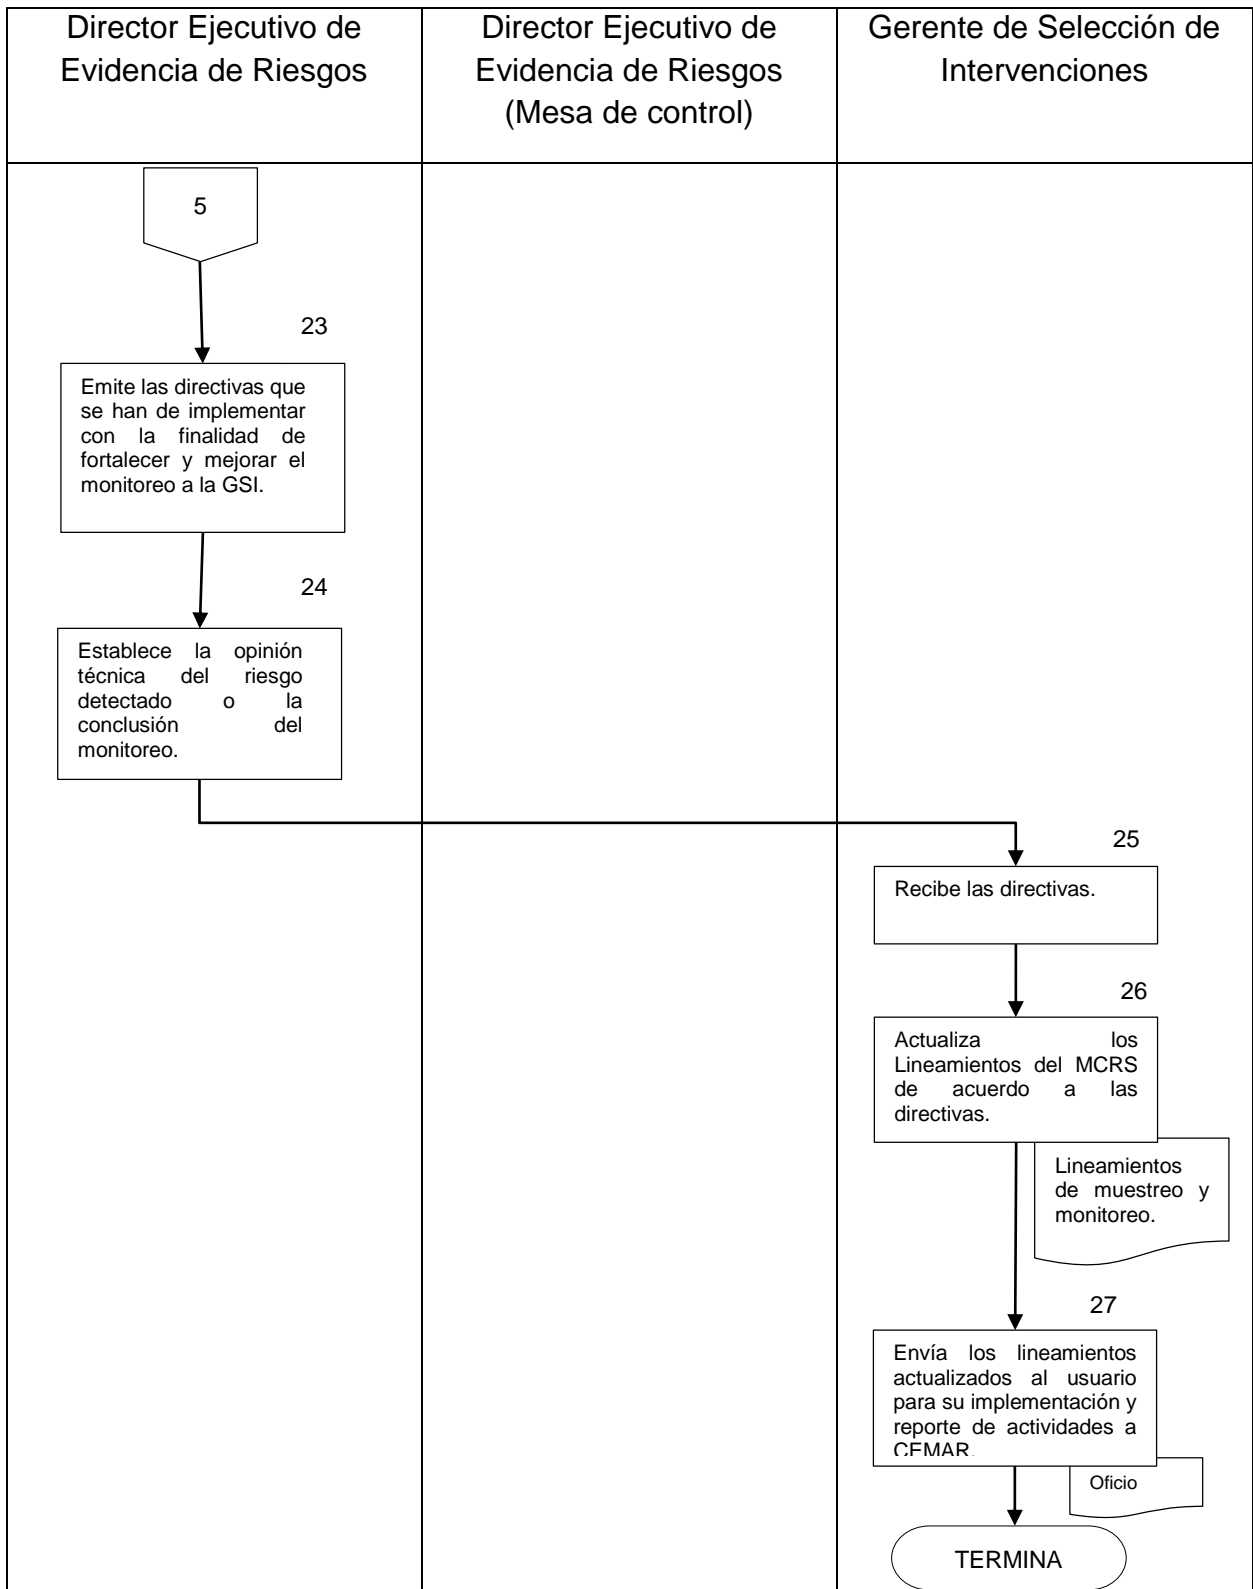 Director Ejecutivo de
Evidencia de Riesgos
Director Ejecutivo de
Evidencia de Riesgos
(Mesa de control)
Gerente de Selección de
Intervenciones
5
23
Emite las directivas que
se han de implementar
con la finalidad de
fortalecer y mejorar el
monitoreo a la GSI.
24
Establece la opinión
técnica del riesgo
detectado o la
conclusión del
monitoreo.
25
Recibe las directivas.
26
Actualiza los
Lineamientos del MCRS
de acuerdo a las
directivas.
Lineamientos
de muestreo y
monitoreo.
27
Envía los lineamientos
actualizados al usuario
para su implementación y
reporte de actividades a
CEMAR.
Oficio
TERMINA